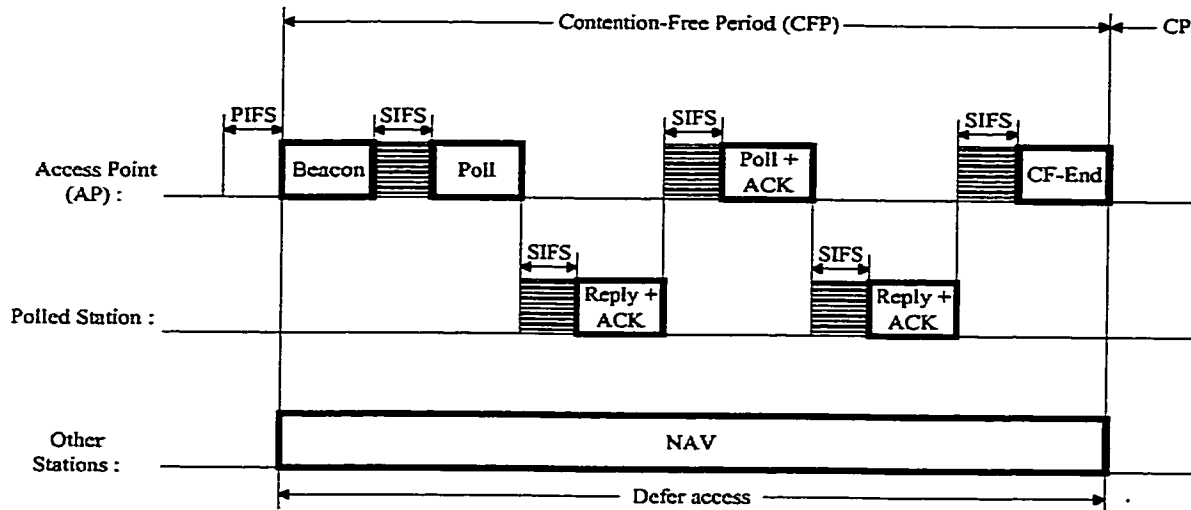 Contention-Free Period (CFP)
CP
PIFS
SIFS
SIFS
SIFS
Access Point
(AP) :
Beacon
Poll
Poll +
ACK
CF-End
SIFS
SIFS
Polled Station :
Reply +
ACK
Reply +
ACK
Other
Stations :
NAV
Defer access